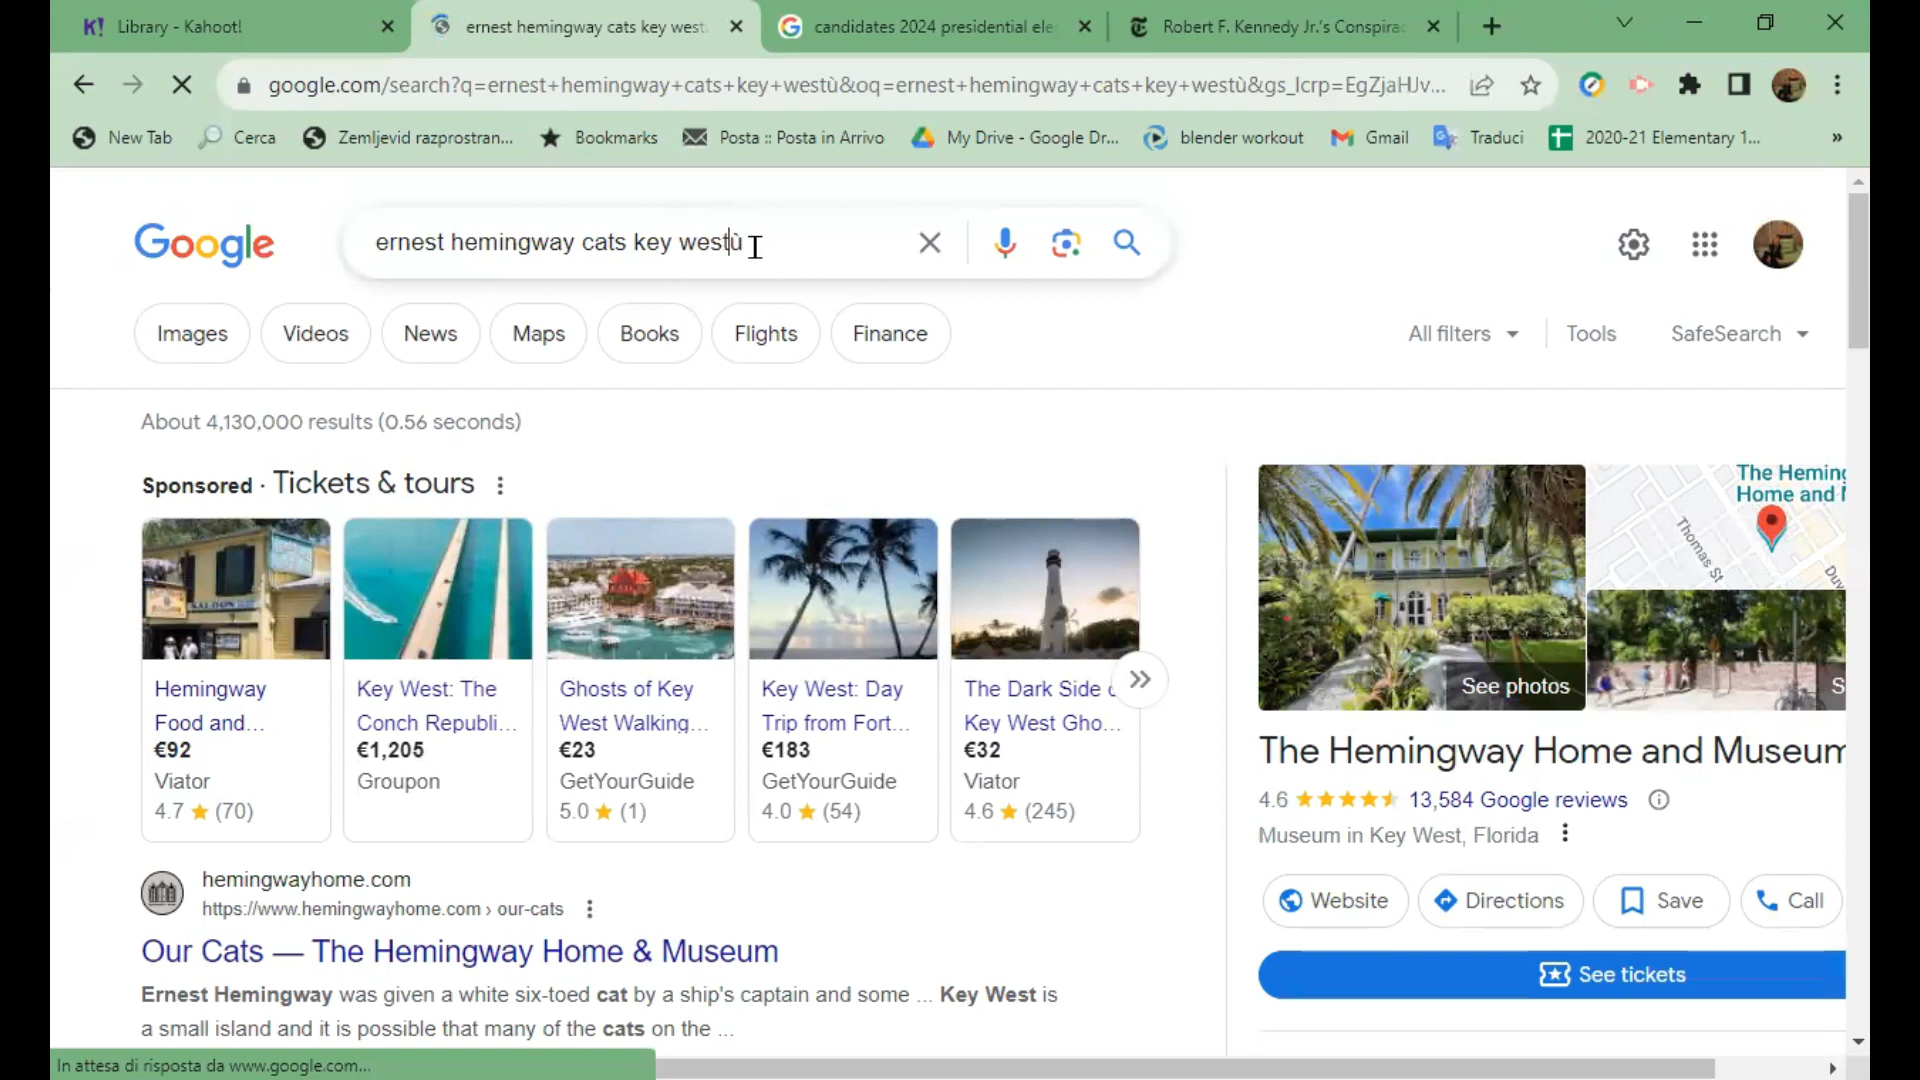 Library - Kahoot!
ernest hemingway cats key west
candidates 2024 presidential ele
Robert F. Kennedy Jr.'s Conspirac
google.com/search?q=ernest+hemingway+cats+key+westù&oq=ernest+hemingway+cats+key+westù&gs_lcrp=EgZjaHJv...
New Tab
Cerca
Zemljevid razprostran...
Bookmarks
Posta :: Posta in Arrivo
My Drive - Google Dr...
blender workout
Gmail
Traduci
2020-21 Elementary 1...
»
Google
ernest hemingway cats key westù
Images
Videos
News
Maps
Books
Flights
Finance
All filters
Tools
SafeSearch
About 4,130,000 results (0.56 seconds)
Sponsored · Tickets & tours
SALOON
Hemingway
Food and...
€92
Viator
4.7 ★ (70)
Key West: The
Conch Republi...
€1,205
Groupon
Ghosts of Key
West Walking...
€23
GetYourGuide
5.0 ★ (1)
Key West: Day
Trip from Fort...
€183
GetYourGuide
4.0 ★ (54)
The Dark Side o
Key West Gho...
€32
Viator
4.6 ★ (245)
hemingwayhome.com
https://www.hemingwayhome.com › our-cats
Our Cats — The Hemingway Home & Museum
Ernest Hemingway was given a white six-toed cat by a ship's captain and some ... Key West is
a small island and it is possible that many of the cats on the ...
The Heming
Home and M
Thomas St
Duv
See photos
S
The Hemingway Home and Museum
4.6 ★★★★★ 13,584 Google reviews
Museum in Key West, Florida
Website
Directions
Save
Call
See tickets
In attesa di risposta da www.google.com...